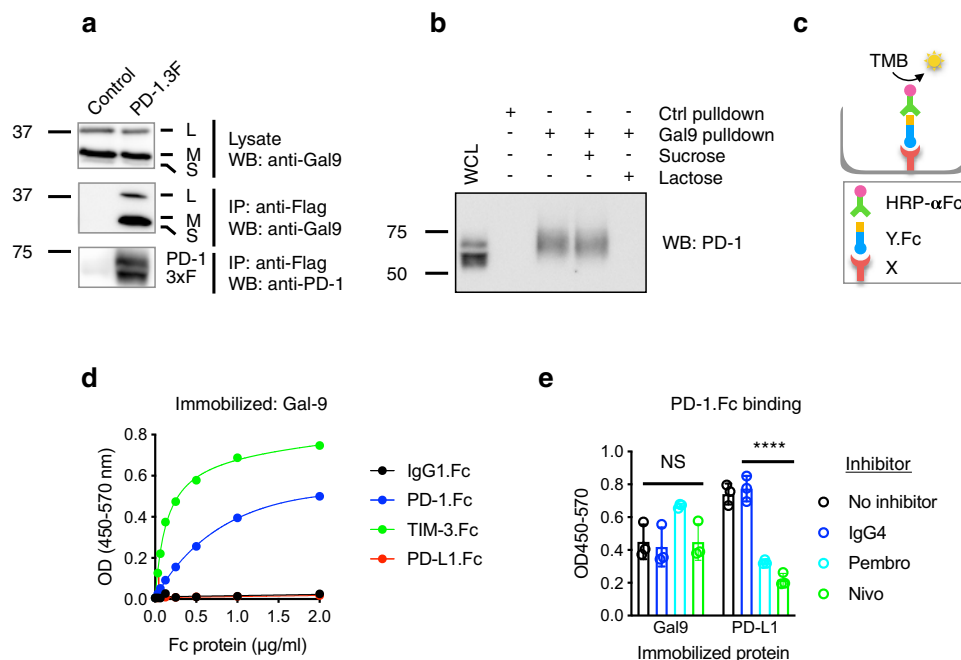 a
Control
PD-1.3F
37
L
M
S
Lysate
WB: anti-Gal9
37
L
M
S
IP: anti-Flag
WB: anti-Gal9
75
PD-1
3xF
IP: anti-Flag
WB: anti-PD-1
b
+ - - - Ctrl pulldown
- + + + Gal9 pulldown
- - + - Sucrose
- - - + Lactose
WCL
75
50
WB: PD-1
c
TMB
HRP-αFc
Y.Fc
X
d
Immobilized: Gal-9
OD (450-570 nm)
0.8
0.6
0.4
0.2
0.0
0.0 0.5 1.0 1.5 2.0
Fc protein (µg/ml)
IgG1.Fc
PD-1.Fc
TIM-3.Fc
PD-L1.Fc
e
PD-1.Fc binding
OD450-570
1.0
0.8
0.6
0.4
0.2
0.0
NS
****
Gal9 PD-L1
Immobilized protein
Inhibitor
No inhibitor
IgG4
Pembro
Nivo